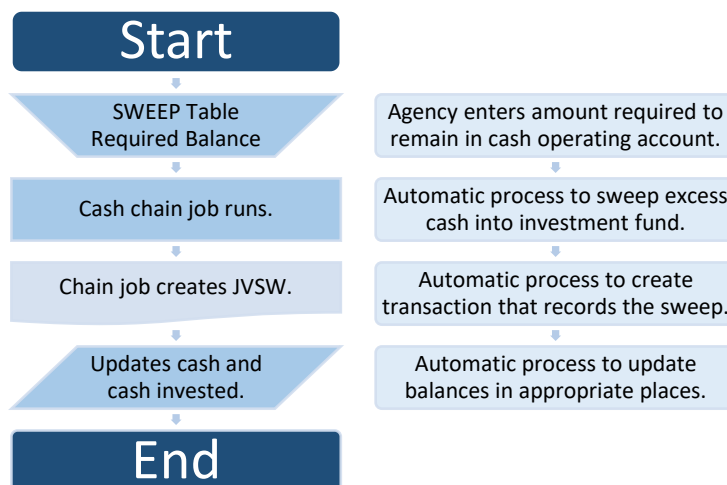 Start
SWEEP Table
Required Balance
Agency enters amount required to
remain in cash operating account.
Cash chain job runs.
Automatic process to sweep excess
cash into investment fund.
Chain job creates JVSW.
Automatic process to create
transaction that records the sweep.
Updates cash and
cash invested.
Automatic process to update
balances in appropriate places.
End